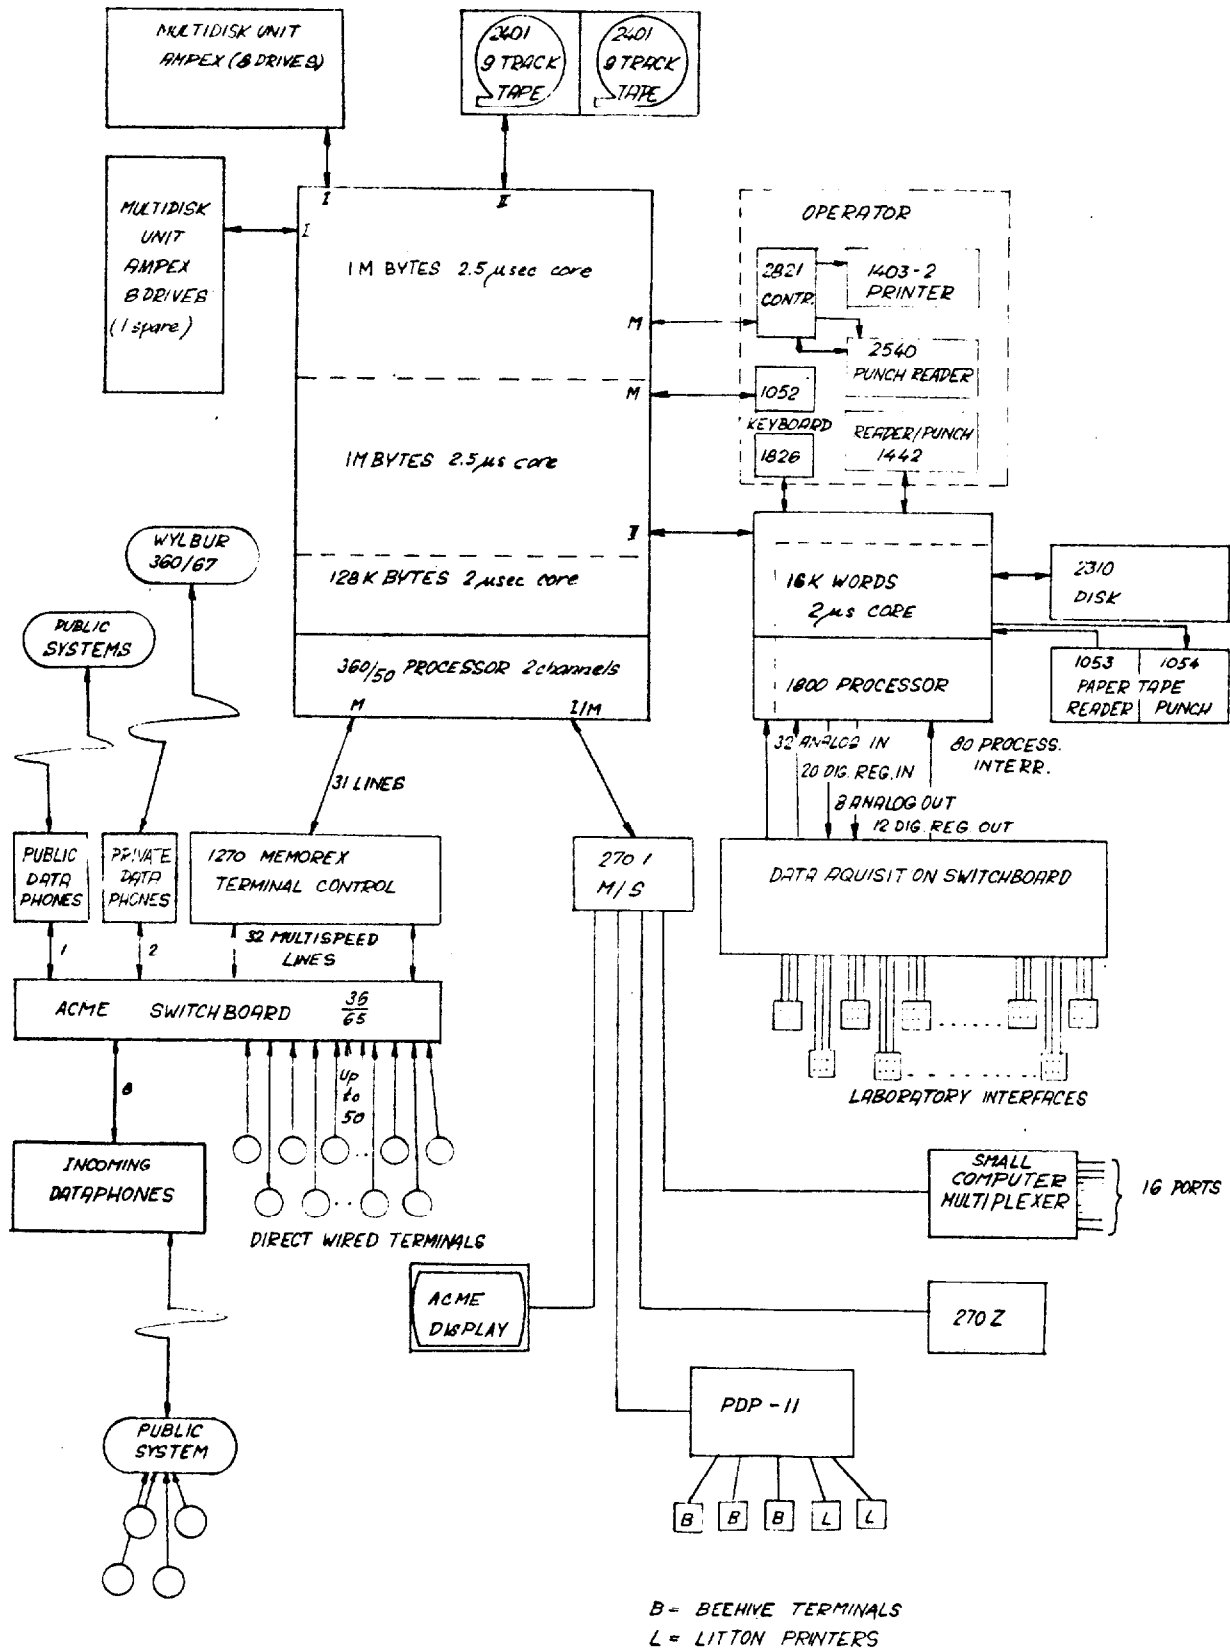 MULTIDISK UNIT
AMPEX (8 DRIVES)
2401
9 TRACK
TAPE
2401
9 TRACK
TAPE
I
II
I
MULTIDISK
UNIT
AMPEX
8 DRIVES
(1 spare)
1M BYTES 2.5 µsec core
M
M
1M BYTES 2.5 µs core
II
128K BYTES 2 µsec core
360/50 PROCESSOR 2 channels
M
I/M
OPERATOR
2821
CONTR.
1403-2
PRINTER
2540
PUNCH READER
1052
KEYBOARD
1826
READER/PUNCH
1442
16K WORDS
2 µs CORE
1800 PROCESSOR
2310
DISK
1053
1054
PAPER TAPE
READER
PUNCH
WYLBUR
360/67
PUBLIC
SYSTEMS
31 LINES
32 ANALOG IN
20 DIG. REG. IN
8 ANALOG OUT
12 DIG. REG. OUT
80 PROCESS.
INTERR.
PUBLIC
DATA
PHONES
PRIVATE
DATA
PHONES
1270 MEMOREX
TERMINAL CONTROL
2701
M/S
DATA AQUISITON SWITCHBOARD
1
2
32 MULTISPEED
LINES
ACME SWITCHBOARD 36
65
8
up
to
50
LABORATORY INTERFACES
INCOMING
DATAPHONES
DIRECT WIRED TERMINALS
SMALL
COMPUTER
MULTIPLEXER
16 PORTS
ACME
DISPLAY
270Z
PDP-11
PUBLIC
SYSTEM
B B B L L
B = BEEHIVE TERMINALS
L = LITTON PRINTERS